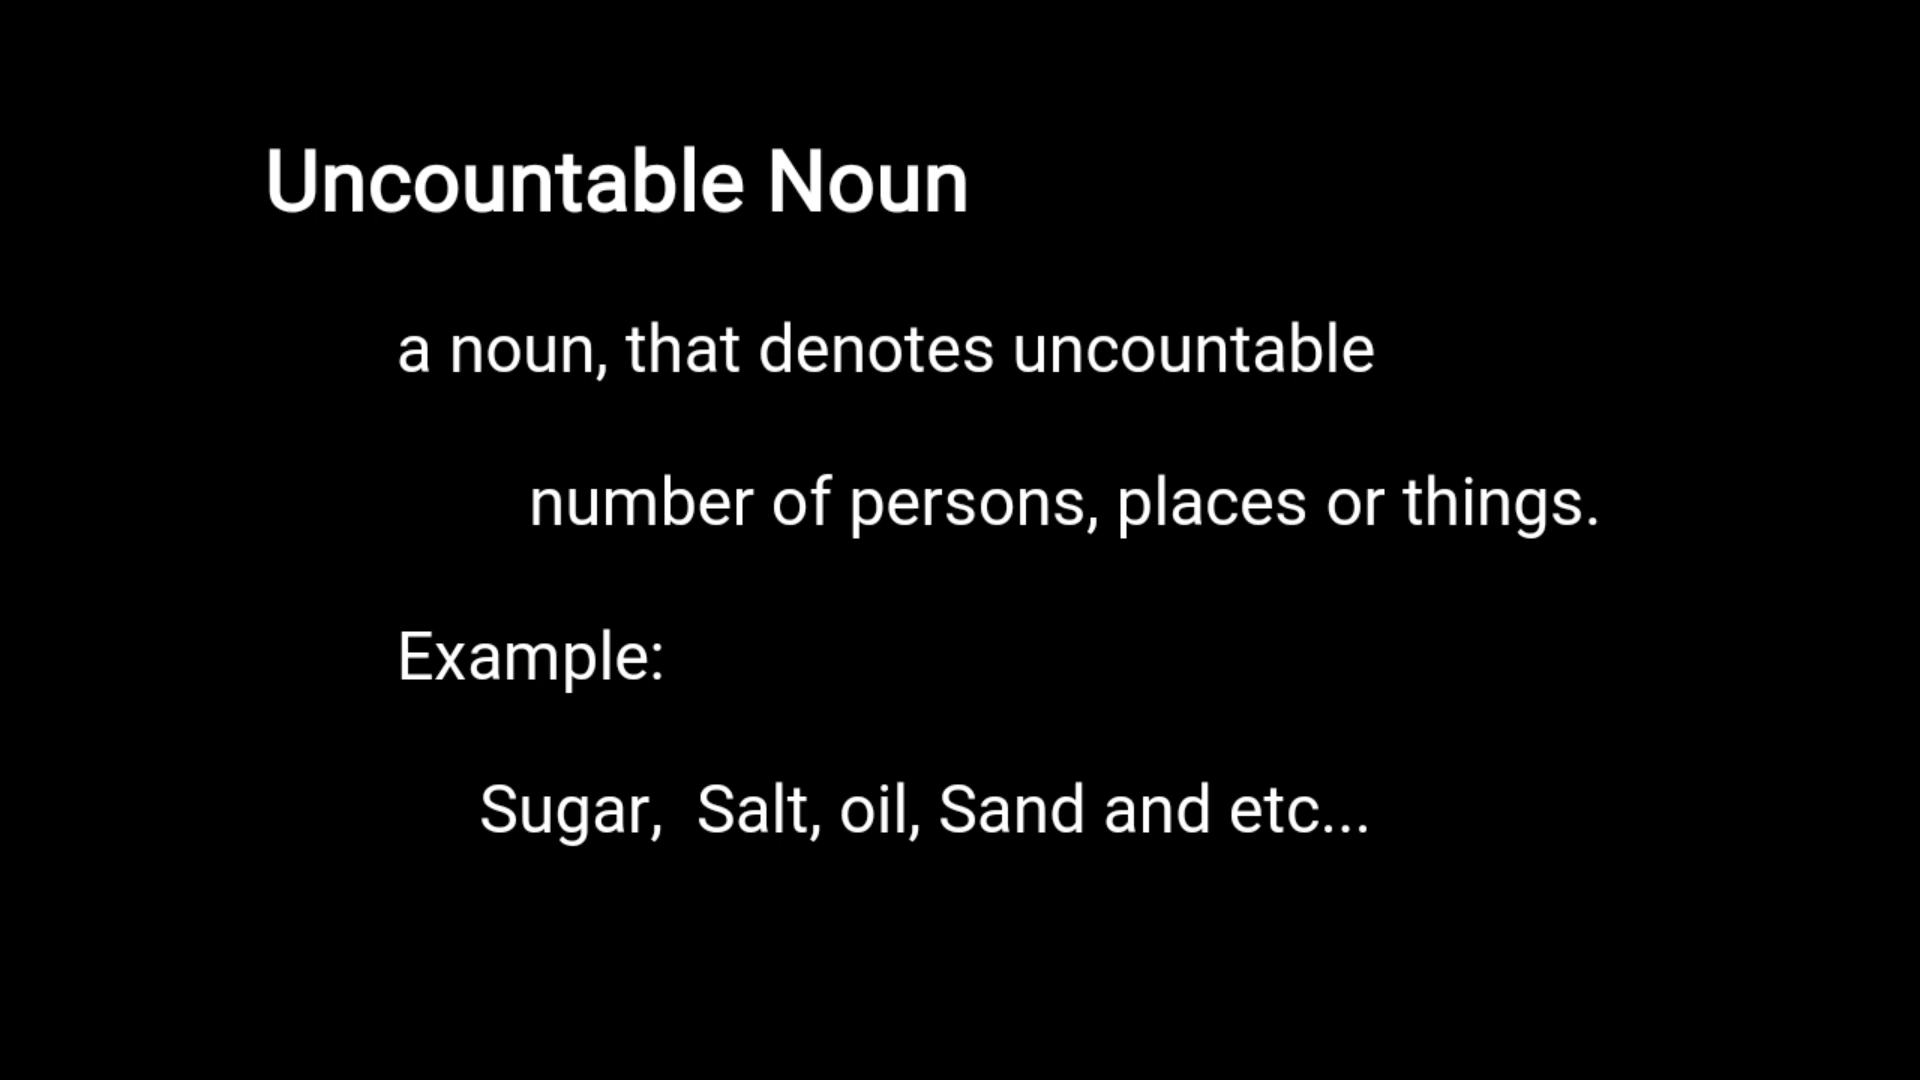 Uncountable Noun
a noun, that denotes uncountable
number of persons, places or things.
Example:
Sugar,  Salt, oil, Sand and etc...